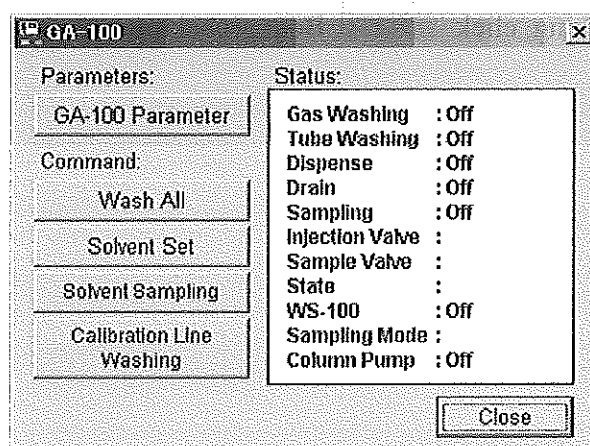 GA-100
Parameters:
GA-100 Parameter
Command:
Wash All
Solvent Set
Solvent Sampling
Calibration Line
Washing
Status:
Gas Washing : Off
Tube Washing : Off
Dispense : Off
Drain : Off
Sampling : Off
Injection Valve :
Sample Valve :
State :
WS-100 : Off
Sampling Mode :
Column Pump : Off
Close